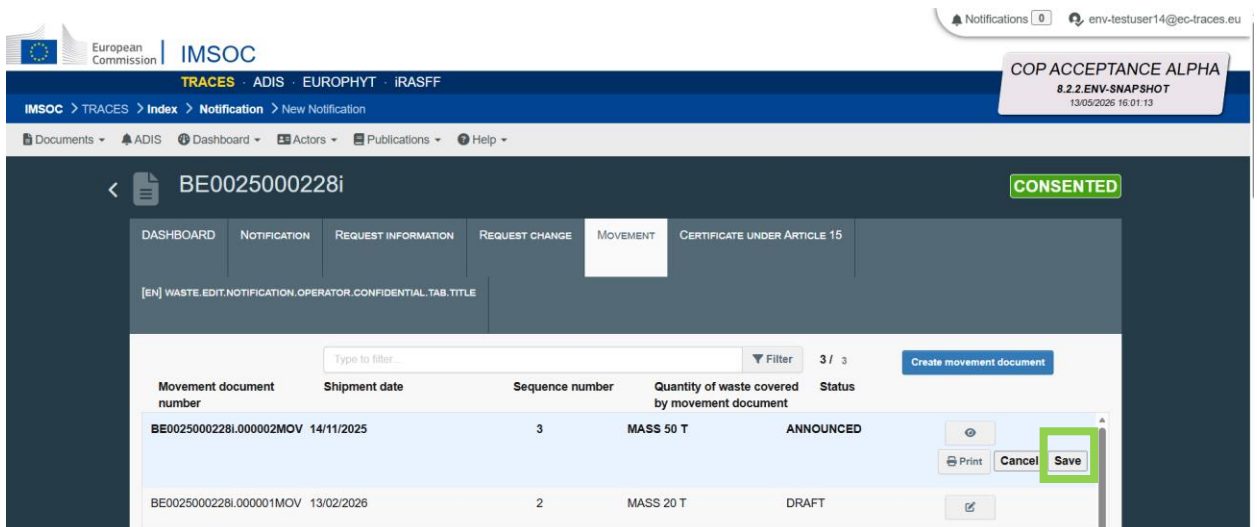 Notifications 0 env-testuser14@ec-traces.eu
European
Commission
IMSOC
COP ACCEPTANCE ALPHA
8.2.2.ENV-SNAPSHOT
13/05/2026 16:01:13
TRACES · ADIS · EUROPHYT · iRASFF
IMSOC > TRACES > Index > Notification > New Notification
Documents ADIS Dashboard Actors Publications Help
BE0025000228i
CONSENTED
DASHBOARD NOTIFICATION REQUEST INFORMATION REQUEST CHANGE MOVEMENT CERTIFICATE UNDER ARTICLE 15
[EN] WASTE.EDIT.NOTIFICATION.OPERATOR.CONFIDENTIAL.TAB.TITLE
Type to filter... Filter 3 / 3 Create movement document
Movement document Shipment date Sequence number Quantity of waste covered Status
number by movement document
BE0025000228i.000002MOV 14/11/2025 3 MASS 50 T ANNOUNCED
Print Cancel Save
BE0025000228i.000001MOV 13/02/2026 2 MASS 20 T DRAFT